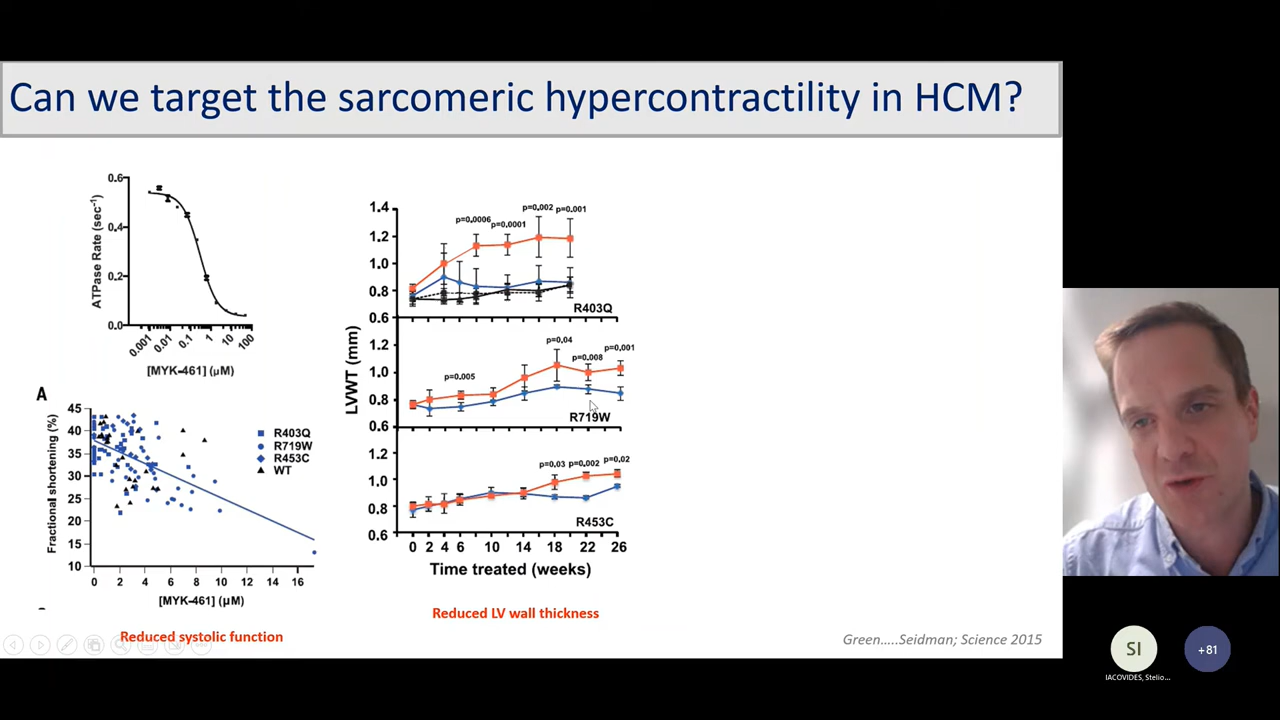 Can we target the sarcomeric hypercontractility in HCM?
0.6
0.4
0.2
0.0
ATPase Rate (sec⁻¹)
0.001
0.01
0.1
1
10
100
[MYK-461] (µM)
A
45
40
35
30
25
20
15
10
Fractional shortening (%)
R403Q
R719W
R453C
WT
0 2 4 6 8 10 12 14 16
[MYK-461] (µM)
Reduced systolic function
LVWT (mm)
1.4
1.2
1.0
0.8
0.6
p=0.0006
p=0.0001
p=0.002
p=0.001
R403Q
1.2
1.0
0.8
0.6
p=0.005
p=0.04
p=0.008
p=0.001
R719W
1.2
1.0
0.8
0.6
p=0.03 p=0.002 p=0.02
R453C
0 2 4 6 10 14 18 22 26
Time treated (weeks)
Reduced LV wall thickness
Green.....Seidman; Science 2015
SI
+81
IACOVIDES, Stelio...